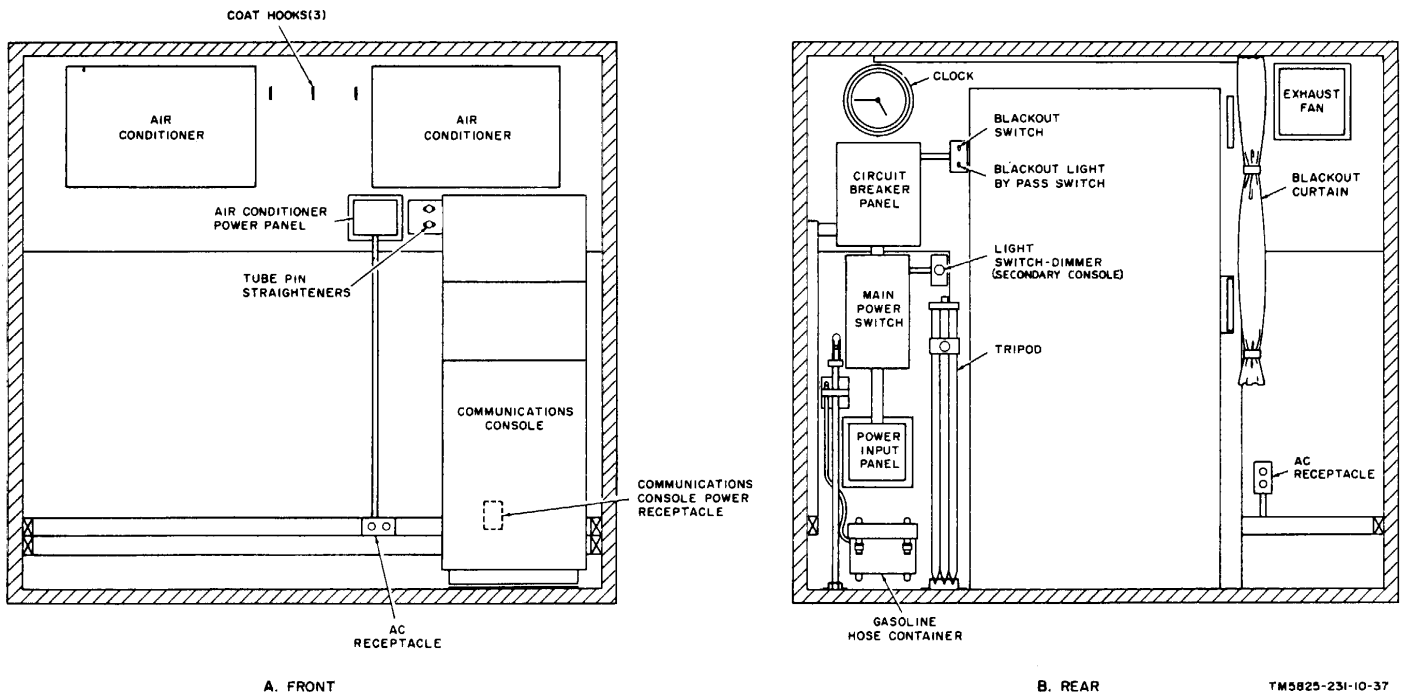 COAT HOOKS(3)
AIR
CONDITIONER
AIR
CONDITIONER
AIR CONDITIONER
POWER PANEL
TUBE PIN
STRAIGHTENERS
COMMUNICATIONS
CONSOLE
COMMUNICATIONS
CONSOLE POWER
RECEPTACLE
AC
RECEPTACLE
A. FRONT
CLOCK
EXHAUST
FAN
BLACKOUT
SWITCH
BLACKOUT LIGHT
BY PASS SWITCH
CIRCUIT
BREAKER
PANEL
BLACKOUT
CURTAIN
LIGHT
SWITCH-DIMMER
(SECONDARY CONSOLE)
MAIN
POWER
SWITCH
TRIPOD
POWER
INPUT
PANEL
AC
RECEPTACLE
GASOLINE
HOSE CONTAINER
B. REAR
TM5825-231-10-37